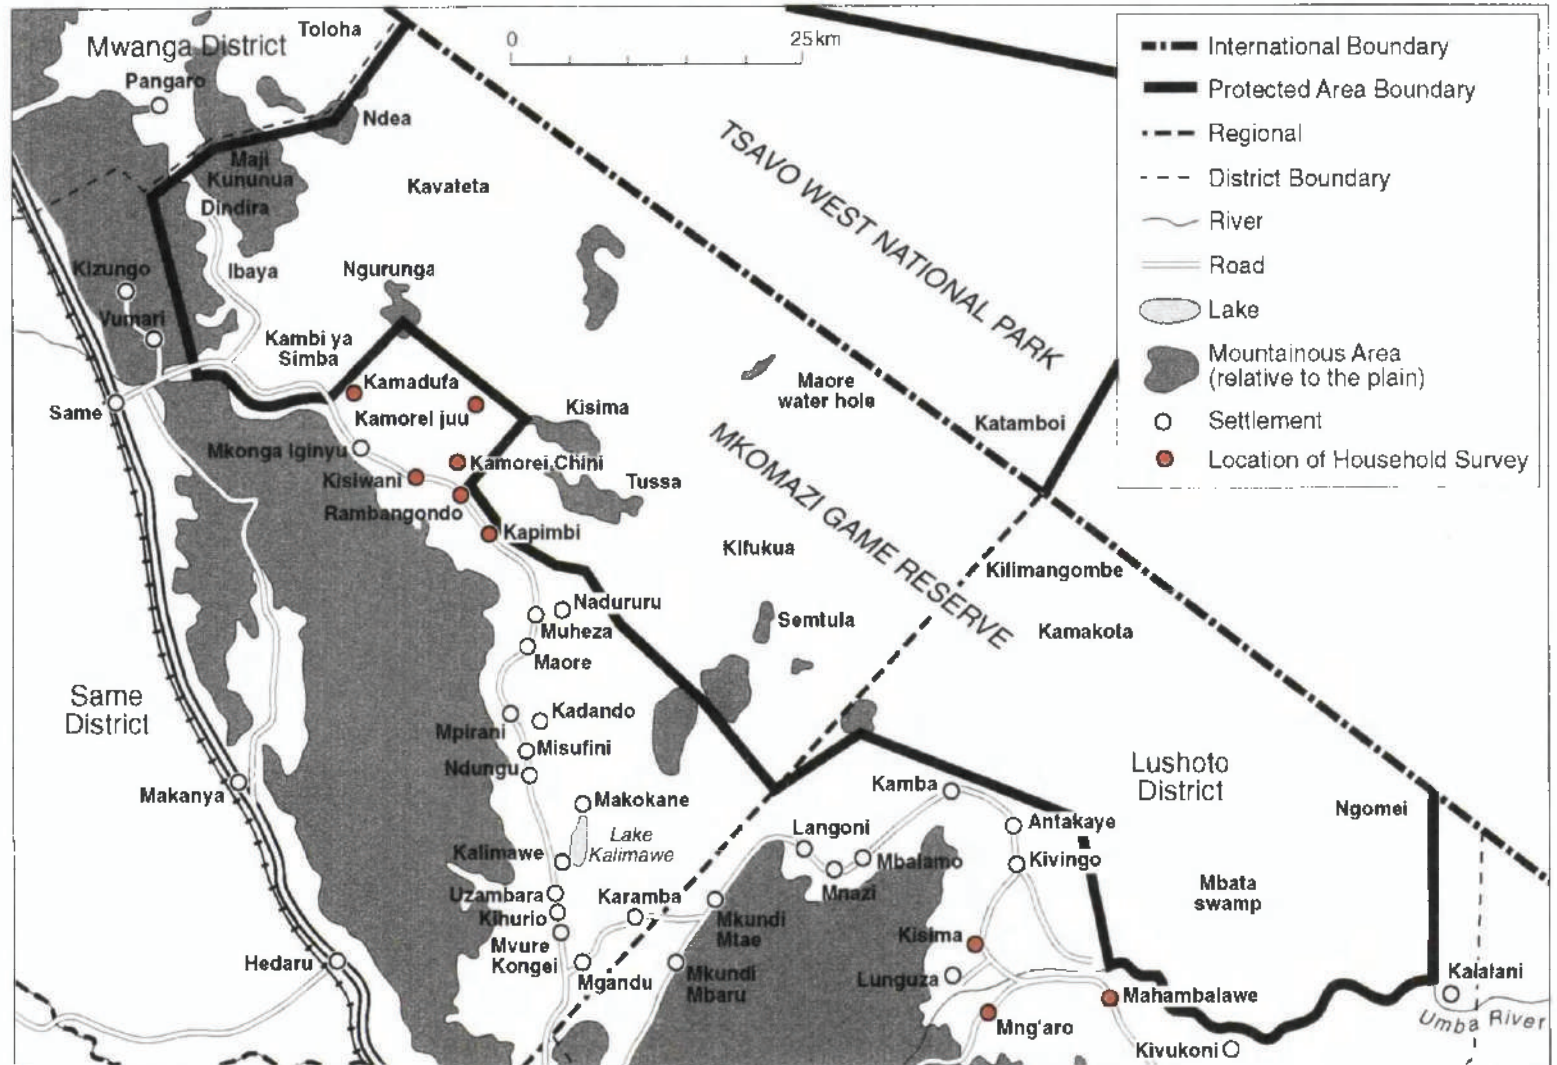 Toloha
Mwanga District
Pangaro
0
25km
Ndea
Maji
Kununua
Dindira
Kavateta
Kizungo
Ibaya
Ngurunga
Vumari
Kambi ya
Simba
Same
Kamadufa
Kamorei juu
Kisima
Maore
water hole
Katamboi
Mkonga Iginyu
Kamorei Chini
Kisiwani
Tussa
Rambangondo
Kapimbi
Kifukua
TSAVO WEST NATIONAL PARK
MKOMAZI GAME RESERVE
Kilimangombe
Kamakota
Nadururu
Muheza
Semtula
Maore
Same
District
Kadando
Mpirani
Misufini
Ndungu
Makanya
Makokane
Lake
Kalimawe
Kalimawe
Uzambara
Kihurio
Karamba
Mvure
Kongei
Mgandu
Hedaru
Mkundi
Mtae
Mkundi
Mbaru
Langoni
Mnazi
Mbalamo
Kamba
Antakaye
Kivingo
Lushoto
District
Ngomei
Mbata
swamp
Kisima
Lunguza
Mng'aro
Mahambalawe
Kivukoni
Kalatani
Umba River
International Boundary
Protected Area Boundary
Regional
District Boundary
River
Road
Lake
Mountainous Area
(relative to the plain)
Settlement
Location of Household Survey